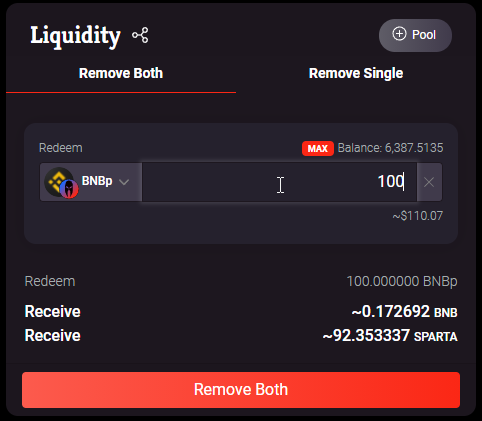 Liquidity
Pool
Remove Both Remove Single
Redeem MAX Balance: 6,387.5135
BNBp 100
~$110.07
Redeem 100.000000 BNBp
Receive ~0.172692 BNB
Receive ~92.353337 SPARTA
Remove Both